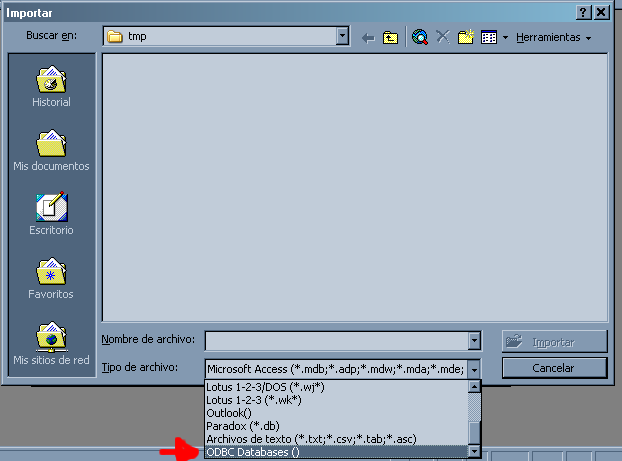 Importar
Buscar en:
tmp
Herramientas
Historial
Mis documentos
Escritorio
Favoritos
Mis sitios de red
Nombre de archivo:
Importar
Tipo de archivo:
Microsoft Access (*.mdb;*.adp;*.mdw;*.mda;*.mde;
Cancelar
Lotus 1-2-3/DOS (*.wj*)
Lotus 1-2-3 (*.wk*)
Outlook()
Paradox (*.db)
Archivos de texto (*.txt;*.csv;*.tab;*.asc)
ODBC Databases ()